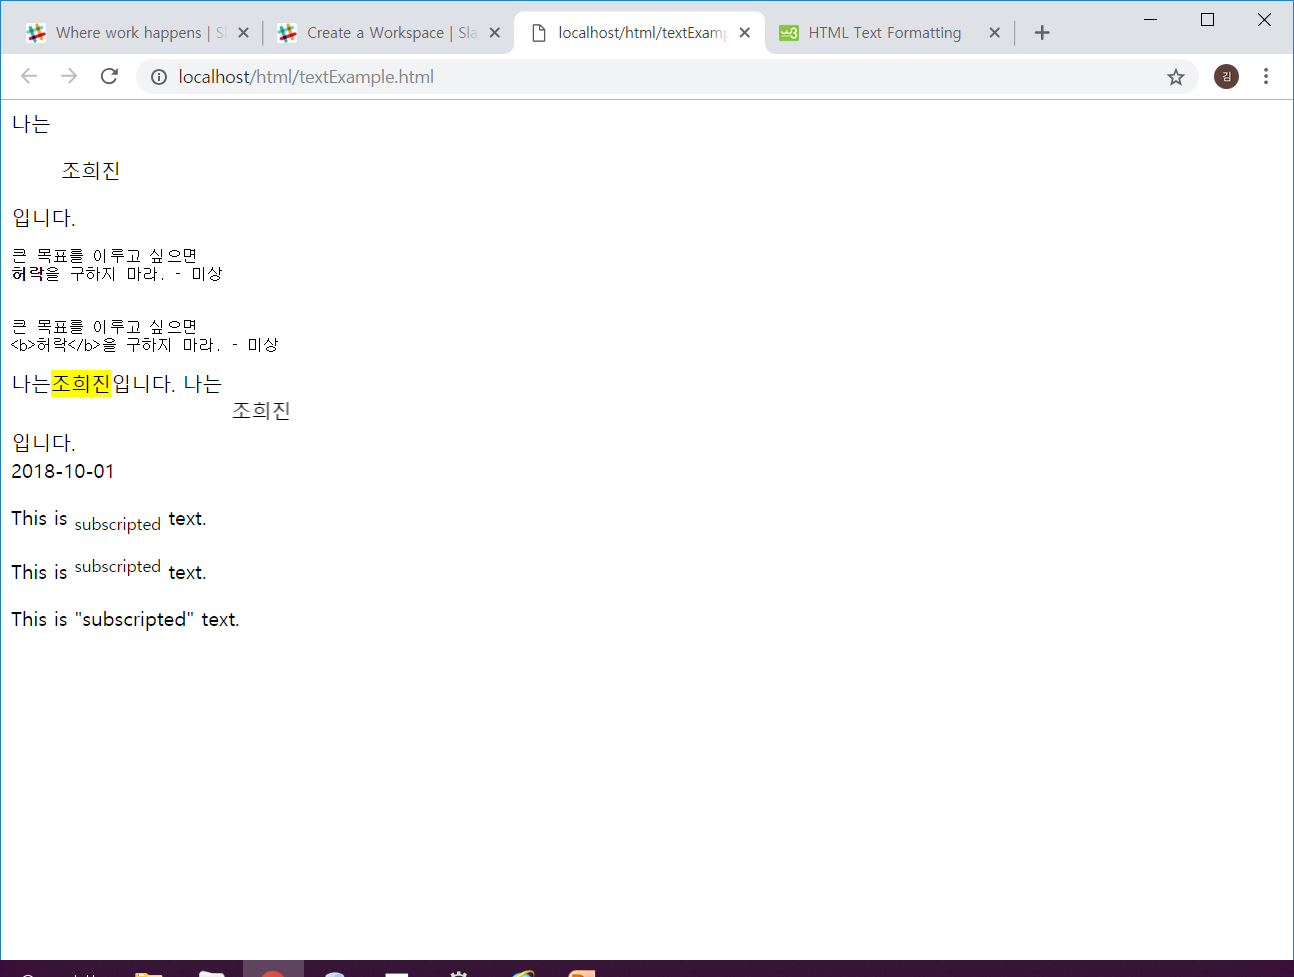 Where work happens | Sl
Create a Workspace | Sla
localhost/html/textExamp
HTML Text Formatting
localhost/html/textExample.html
김
나는
조희진
입니다.
큰 목표를 이루고 싶으면
허락을 구하지 마라. - 미상
큰 목표를 이루고 싶으면
<b>허락</b>을 구하지 마라. - 미상
나는조희진입니다. 나는
조희진
입니다.
2018-10-01
This is subscripted text.
This is subscripted text.
This is "subscripted" text.